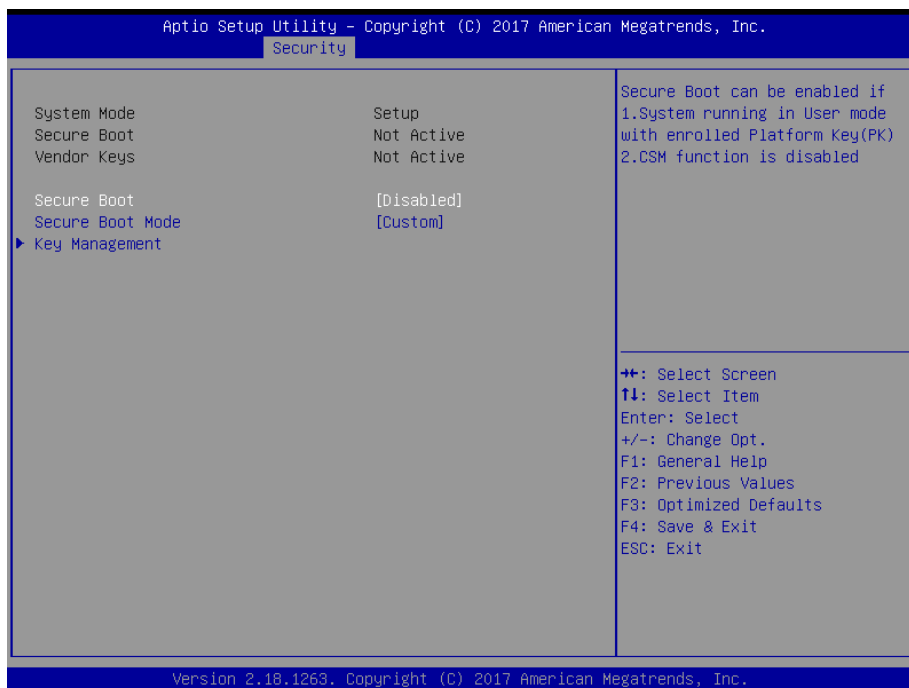 Aptio Setup Utility – Copyright (C) 2017 American Megatrends, Inc.
Security
System Mode Setup
Secure Boot Not Active
Vendor Keys Not Active
Secure Boot [Disabled]
Secure Boot Mode [Custom]
Key Management
Secure Boot can be enabled if
1.System running in User mode
with enrolled Platform Key(PK)
2.CSM function is disabled
→←: Select Screen
↑↓: Select Item
Enter: Select
+/-: Change Opt.
F1: General Help
F2: Previous Values
F3: Optimized Defaults
F4: Save & Exit
ESC: Exit
Version 2.18.1263. Copyright (C) 2017 American Megatrends, Inc.